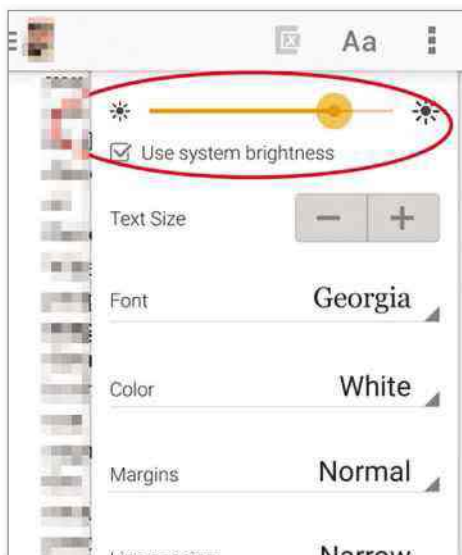 Aa
Use system brightness
Text Size − +
Font Georgia
Color White
Margins Normal
Narrow